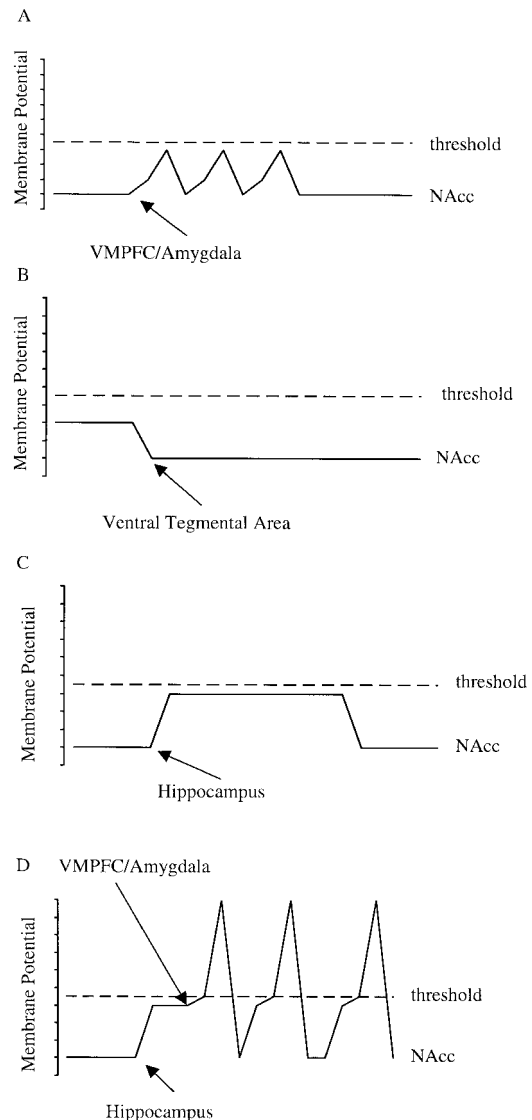 A
Membrane Potential
threshold
NAcc
VMPFC/Amygdala
B
Membrane Potential
threshold
NAcc
Ventral Tegmental Area
C
Membrane Potential
threshold
NAcc
Hippocampus
D
VMPFC/Amygdala
Membrane Potential
threshold
NAcc
Hippocampus